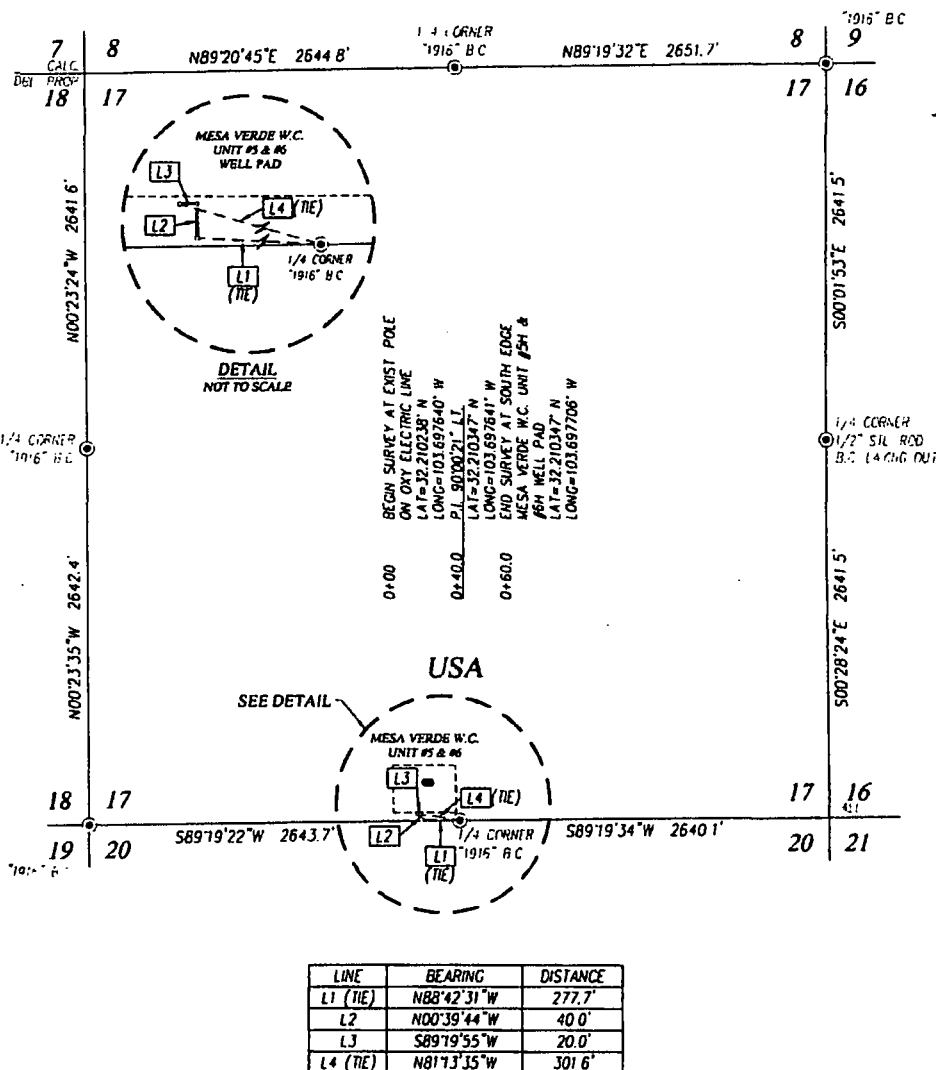 "1916" B C
1/4 CORNER
"1916" B C
7 8
CALC
18 17
N89°20'45"E 2644 8'
N89°19'32"E 2651.7'
8 9
17 16
MESA VERDE W.C.
UNIT #5 & #6
WELL PAD
L3
L4 (TIE)
L2
1/4 CORNER
"1916" B C
L1
(TIE)
DETAIL
NOT TO SCALE
N00°23'24"W 2641 6'
S00°01'53"E 2641 5'
1/4 CORNER
"1916" B C
1/4 CORNER
1/2" STL ROD
0+00 BEGIN SURVEY AT EXIST POLE
ON OXY ELECTRIC LINE
LAT=32.210238° N
LONG=103.697640° W
0+40.0 P.I. 90°00'21" LT
LAT=32.210347° N
LONG=103.697641° W
0+60.0 END SURVEY AT SOUTH EDGE
MESA VERDE W.C. UNIT #5H &
#6H WELL PAD
LAT=32.210347° N
LONG=103.697706° W
N00°23'35"W 2642.4'
S00°28'24"E 2641 5'
USA
SEE DETAIL
MESA VERDE W.C.
UNIT #5 & #6
L3
L4 (TIE)
L2
1/4 CORNER
"1916" B C
L1
(TIE)
18 17
19 20
S89°19'22"W 2643.7'
S89°19'34"W 2640.1'
17 16
20 21
LINE BEARING DISTANCE
L1 (TIE) N88°42'31"W 277.7'
L2 N00°39'44"W 40 0'
L3 S89°19'55"W 20.0'
L4 (TIE) N81°13'35"W 301 6'